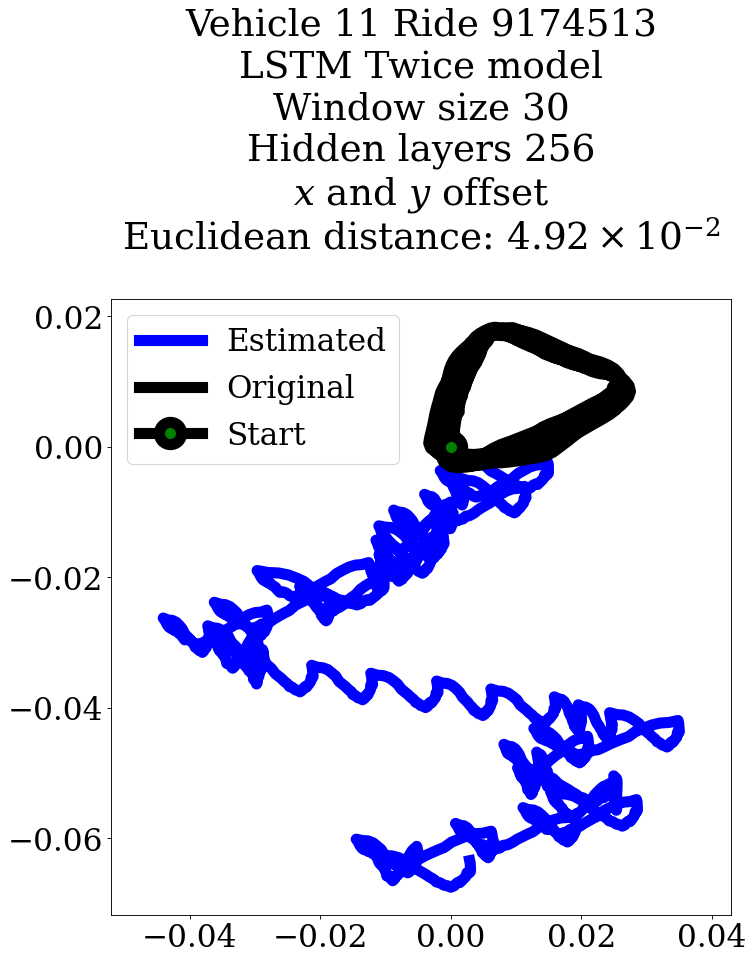 Vehicle 11 Ride 9174513
LSTM Twice model
Window size 30
Hidden layers 256
x and y offset
Euclidean distance: 4.92 × 10⁻²
Estimated
Original
Start
0.02
0.00
−0.02
−0.04
−0.06
−0.04 −0.02 0.00 0.02 0.04